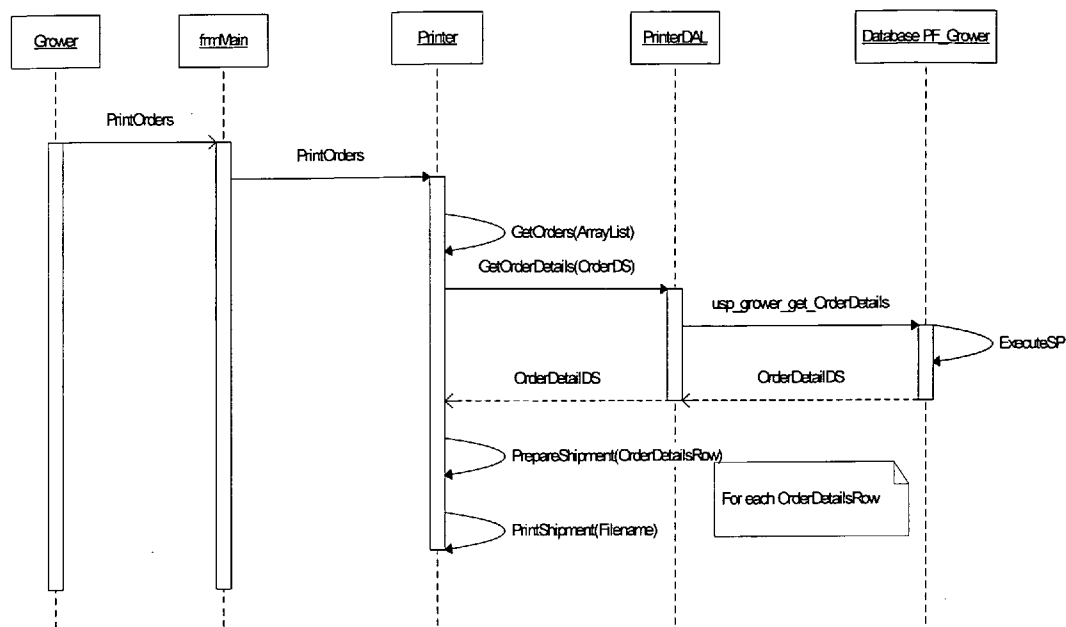 Grower
frmMain
Printer
PrinterDAL
Database PF_Grower
PrintOrders
PrintOrders
GetOrders(ArrayList)
GetOrderDetails(OrderDS)
usp_grower_get_OrderDetails
ExecuteSP
OrderDetailDS
OrderDetailDS
PrepareShipment(OrderDetailsRow)
For each OrderDetailsRow
PrintShipment(Filename)